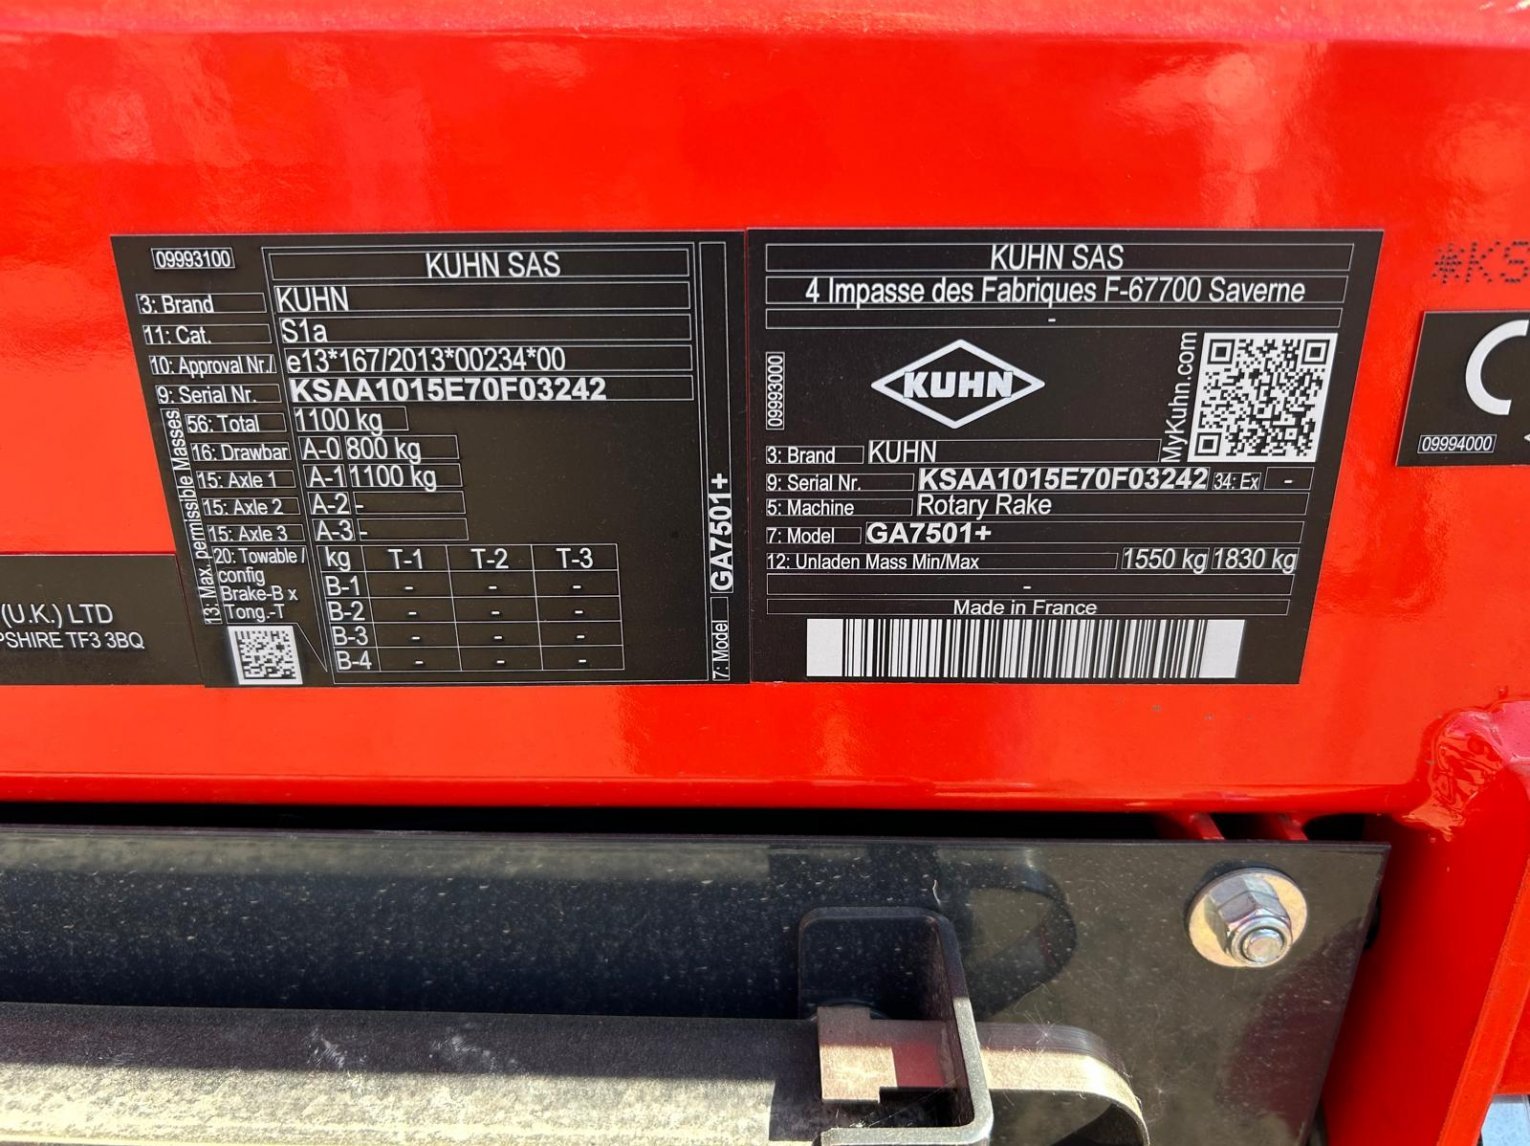 09993100
KUHN SAS
3: Brand KUHN
11: Cat. S1a
10: Approval Nr./ e13*167/2013*00234*00
9: Serial Nr. KSAA1015E70F03242
13: Max. permissible Masses
56: Total 1100 kg
16: Drawbar A-0 800 kg
15: Axle 1 A-1 1100 kg
15: Axle 2 A-2 -
15: Axle 3 A-3 -
20: Towable / config Brake-B x Tong.-T
kg T-1 T-2 T-3
B-1 - - -
B-2 - - -
B-3 - - -
B-4 - - -
7: Model GA7501+
KUHN SAS
4 Impasse des Fabriques F-67700 Saverne
-
09993000
KUHN
MyKuhn.com
3: Brand KUHN
9: Serial Nr. KSAA1015E70F03242 34: Ex -
5: Machine Rotary Rake
7: Model GA7501+
12: Unladen Mass Min/Max 1550 kg 1830 kg
-
Made in France
(U.K.) LTD
PSHIRE TF3 3BQ
*KS
C
09994000